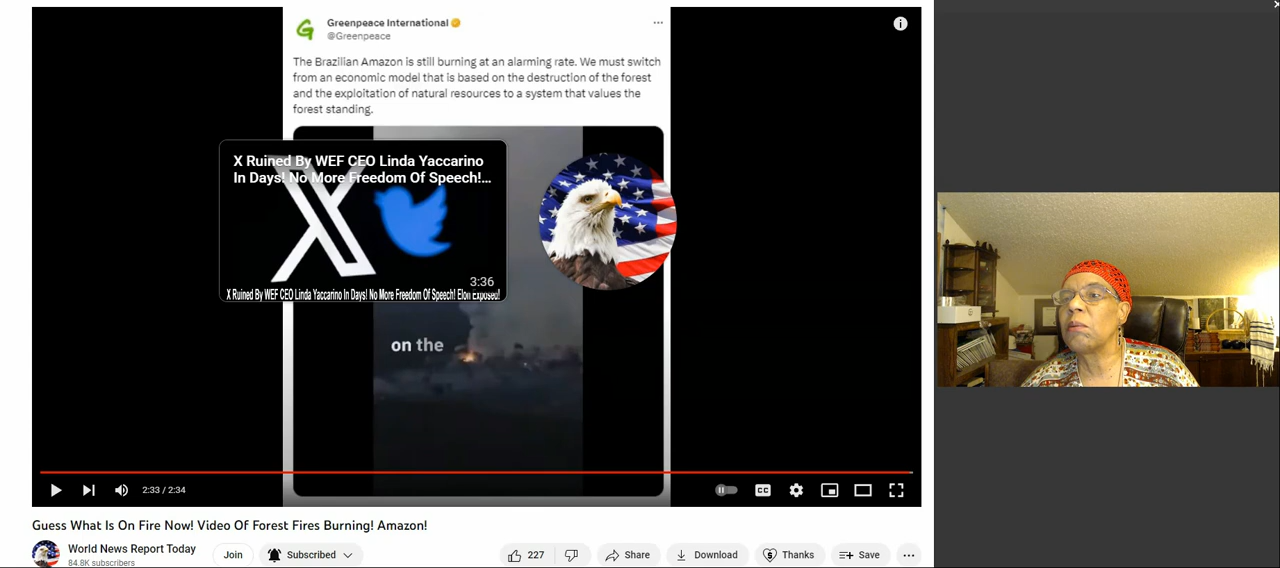 Greenpeace International
@Greenpeace
The Brazilian Amazon is still burning at an alarming rate. We must switch
from an economic model that is based on the destruction of the forest
and the exploitation of natural resources to a system that values the
forest standing.
X Ruined By WEF CEO Linda Yaccarino
In Days! No More Freedom Of Speech!...
3:36
X Ruined By WEF CEO Linda Yaccarino In Days! No More Freedom Of Speech! Elon Exposed!
on the
2:33 / 2:34
CC
Guess What Is On Fire Now! Video Of Forest Fires Burning! Amazon!
World News Report Today
84.8K subscribers
Join
Subscribed
227
Share
Download
Thanks
Save